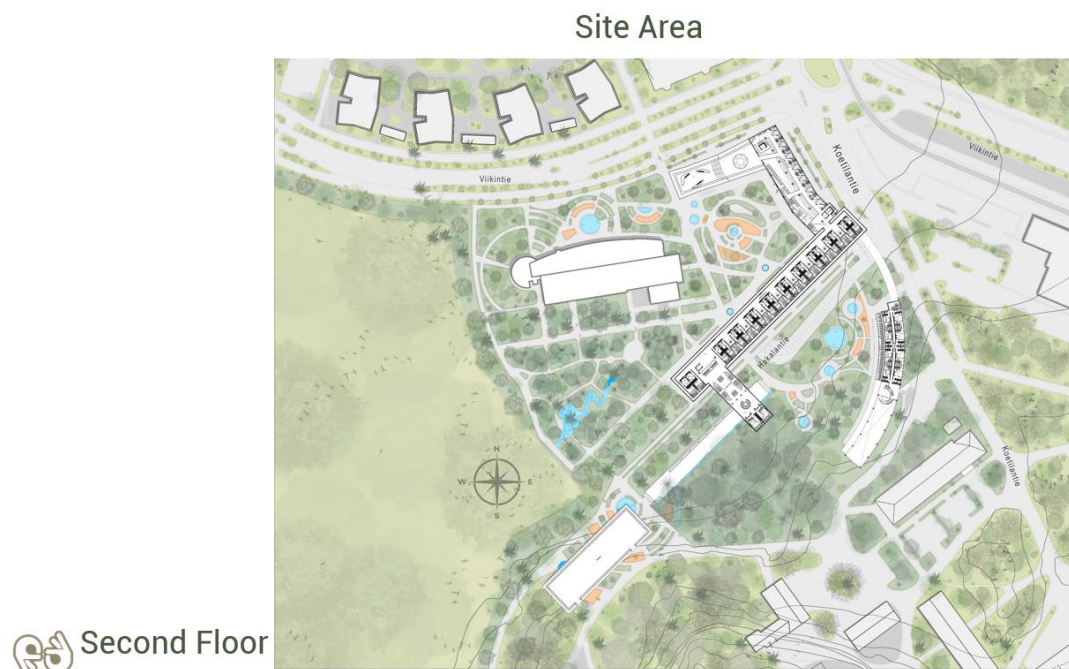 Site Area
Viikintie
Koetilantie
Viikintie
Hakalantie
N
W E
S
Koetilantie
Second Floor